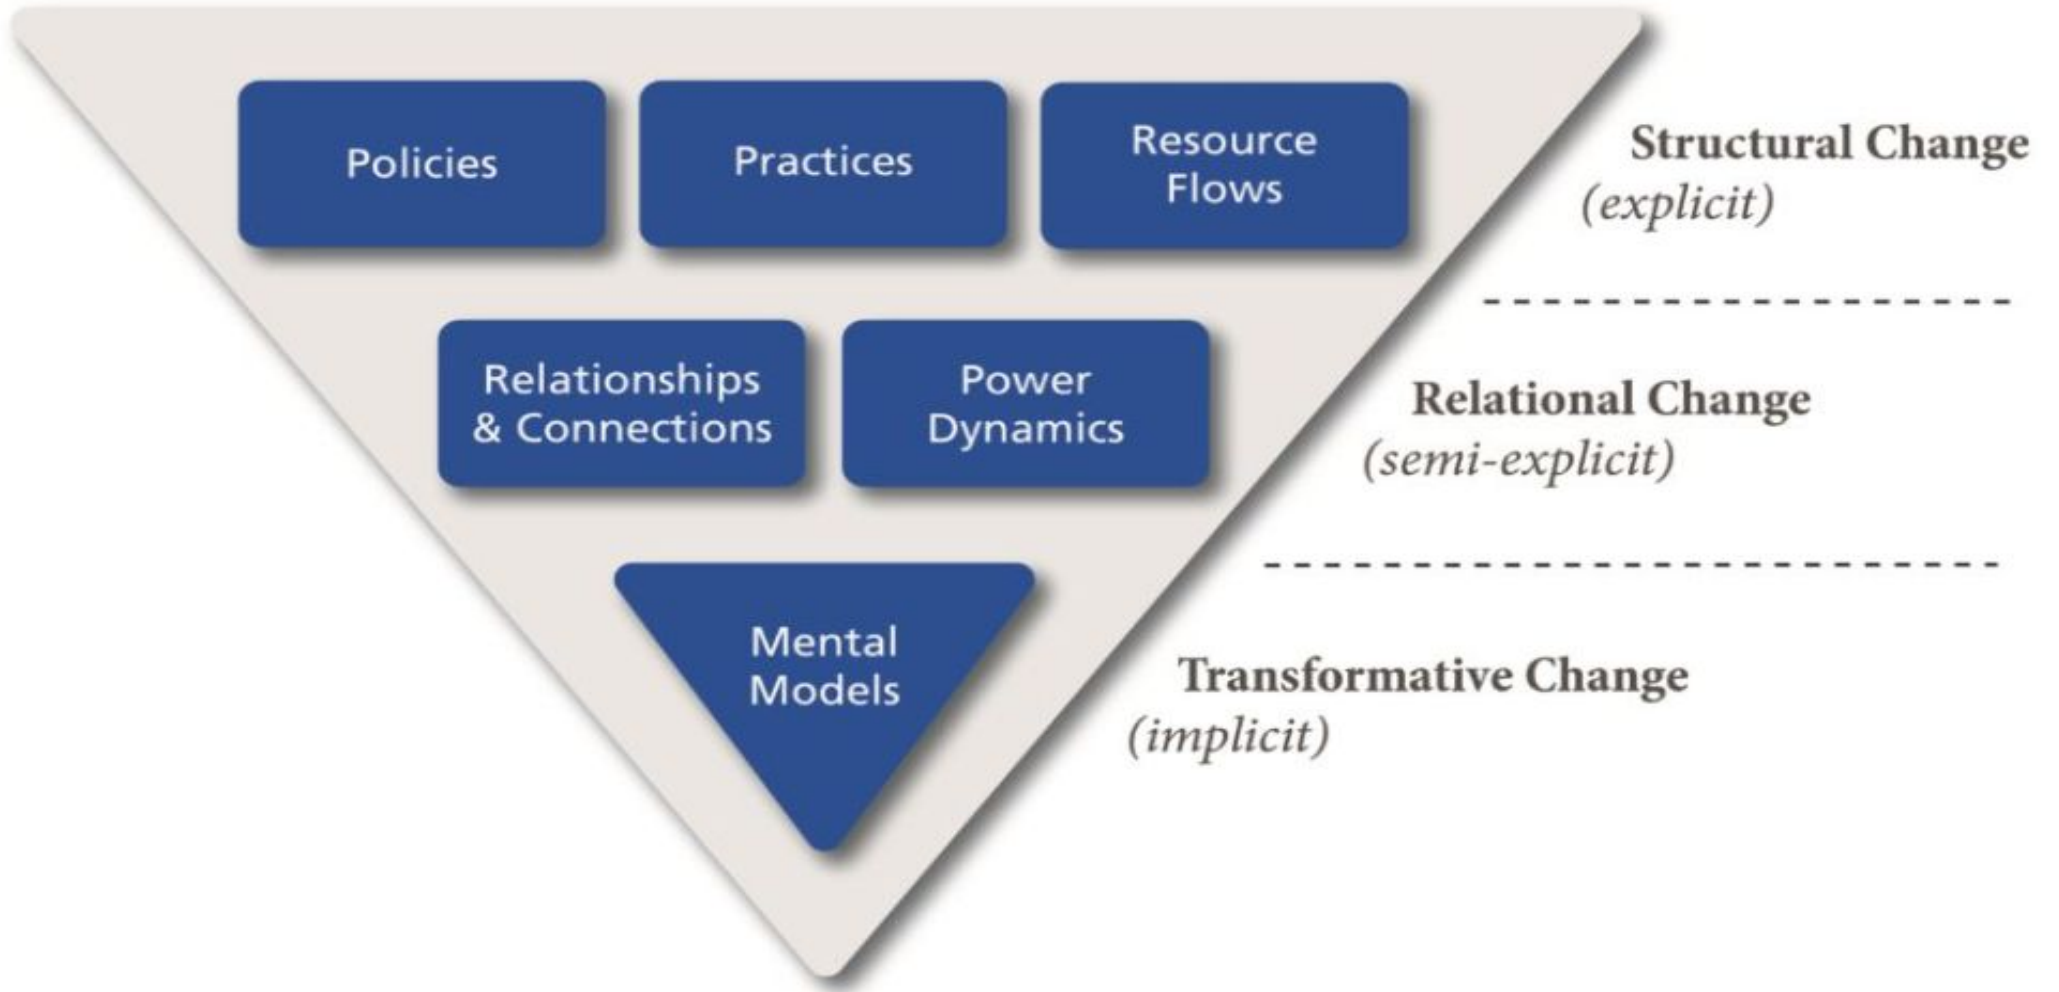 Policies
Practices
Resource
Flows
Structural Change
(explicit)
Relationships
& Connections
Power
Dynamics
Relational Change
(semi-explicit)
Mental
Models
Transformative Change
(implicit)